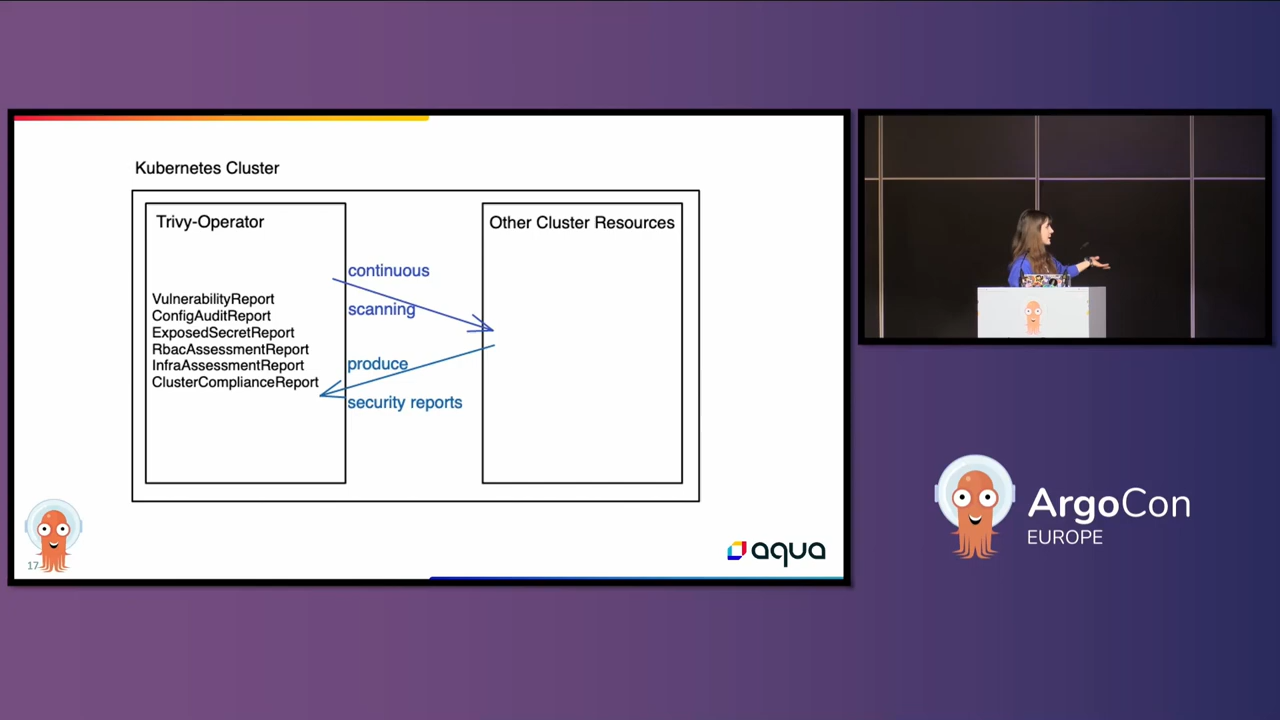 Kubernetes Cluster
Trivy-Operator
VulnerabilityReport
ConfigAuditReport
ExposedSecretReport
RbacAssessmentReport
InfraAssessmentReport
ClusterComplianceReport
continuous
scanning
produce
security reports
Other Cluster Resources
17
aqua
ArgoCon
EUROPE